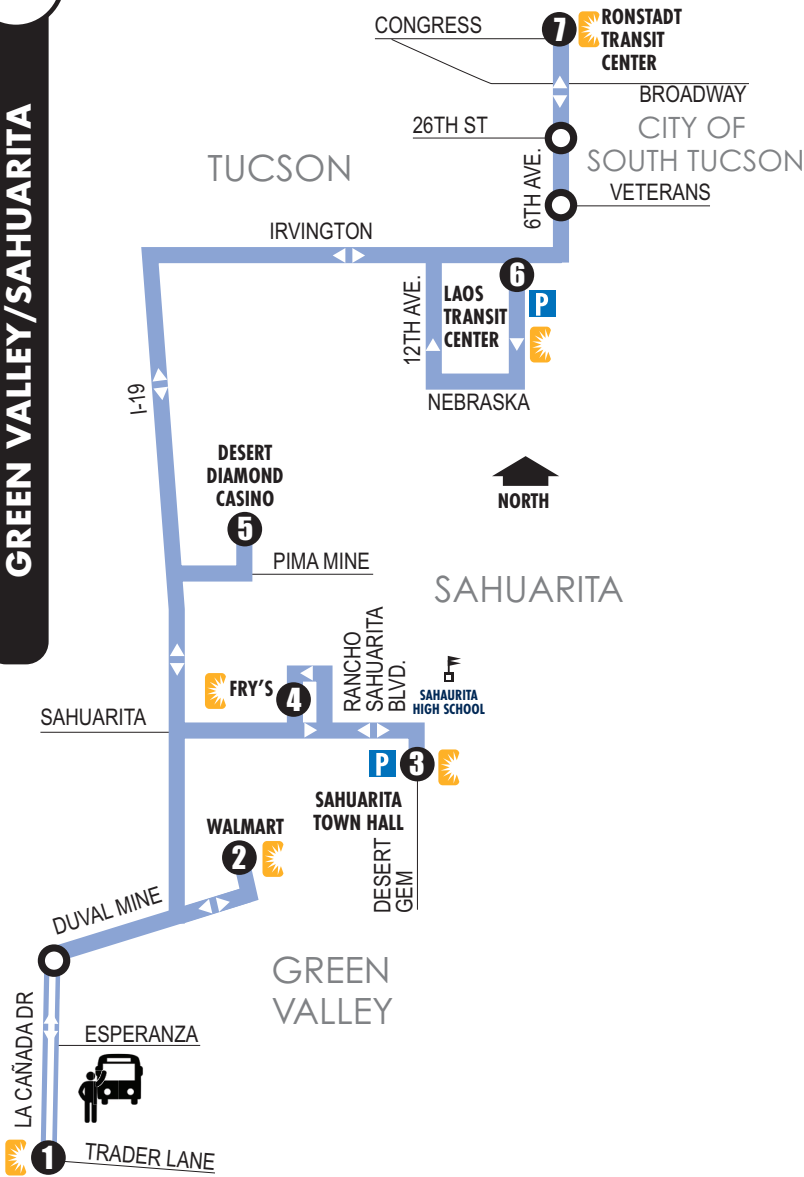 GREEN VALLEY/SAHUARITA
CONGRESS
7
RONSTADT
TRANSIT
CENTER
BROADWAY
26TH ST
CITY OF
SOUTH TUCSON
TUCSON
6TH AVE.
VETERANS
IRVINGTON
6
12TH AVE.
LAOS
TRANSIT
CENTER
P
NEBRASKA
I-19
DESERT
DIAMOND
CASINO
5
NORTH
PIMA MINE
SAHUARITA
RANCHO
SAHUARITA
BLVD.
FRY'S
4
SAHAURITA
HIGH SCHOOL
SAHUARITA
P
3
SAHUARITA
TOWN HALL
WALMART
2
DESERT
GEM
DUVAL MINE
GREEN
VALLEY
LA CAÑADA DR
ESPERANZA
1
TRADER LANE